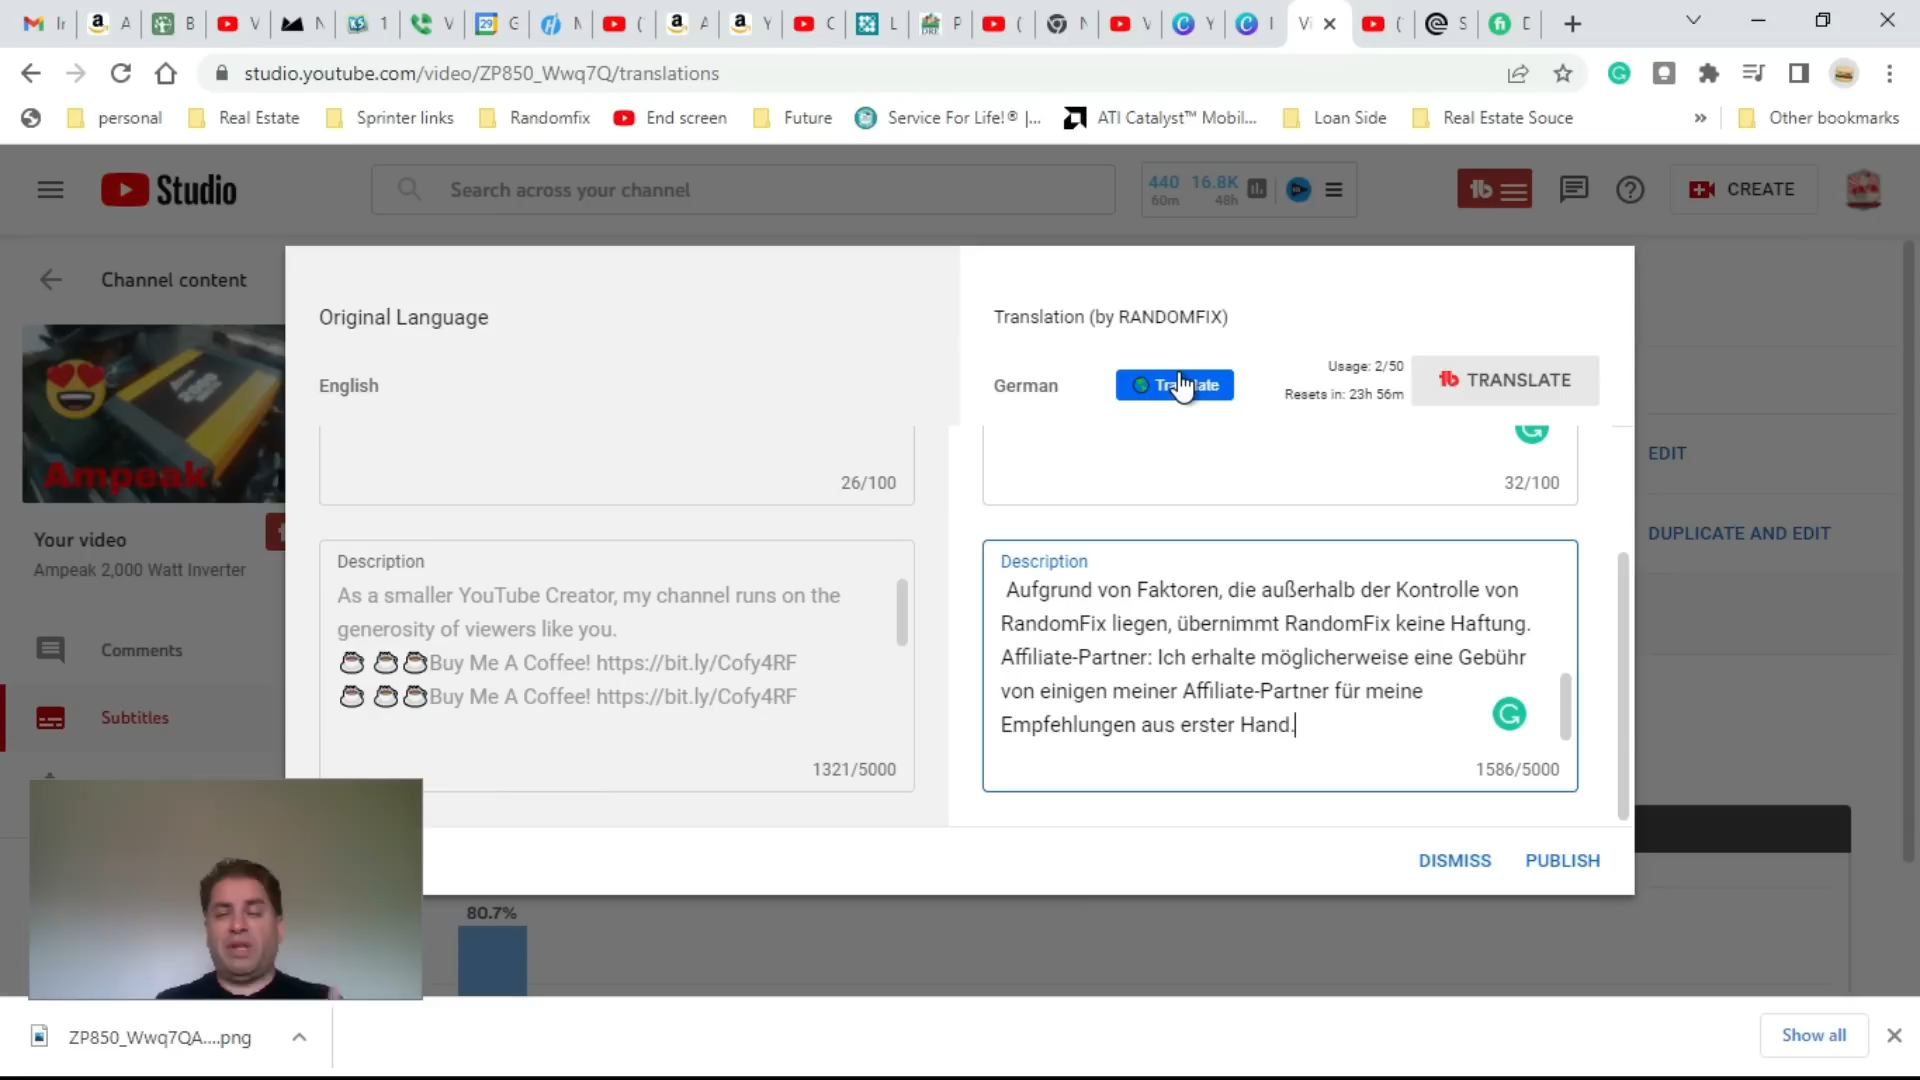 studio.youtube.com/video/ZP850_Wwq7Q/translations
personal
Real Estate
Sprinter links
Randomfix
End screen
Future
Service For Life!® |...
ATI Catalyst™ Mobil...
Loan Side
Real Estate Souce
»
Other bookmarks
Studio
Search across your channel
440
60m
16.8K
48h
CREATE
Channel content
Original Language
Translation (by RANDOMFIX)
English
German
Usage: 2/50
Resets in: 23h 56m
TRANSLATE
26/100
32/100
EDIT
DUPLICATE AND EDIT
Ampeak
Your video
Ampeak 2,000 Watt Inverter
Comments
Subtitles
Description
As a smaller YouTube Creator, my channel runs on the
generosity of viewers like you.
☕ ☕ ☕Buy Me A Coffee! https://bit.ly/Cofy4RF
☕ ☕ ☕Buy Me A Coffee! https://bit.ly/Cofy4RF
1321/5000
Description
Aufgrund von Faktoren, die außerhalb der Kontrolle von
RandomFix liegen, übernimmt RandomFix keine Haftung.
Affiliate-Partner: Ich erhalte möglicherweise eine Gebühr
von einigen meiner Affiliate-Partner für meine
Empfehlungen aus erster Hand.
1586/5000
DISMISS
PUBLISH
80.7%
ZP850_Wwq7QA....png
Show all